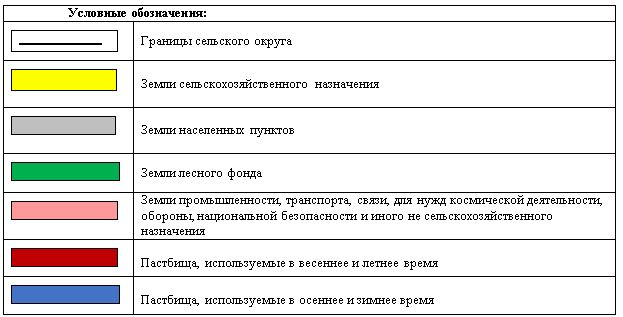 Условные обозначения:
Границы сельского округа
Земли сельскохозяйственного назначения
Земли населенных пунктов
Земли лесного фонда
Земли промышленности, транспорта, связи, для нужд космической деятельности,
обороны, национальной безопасности и иного не сельскохозяйственного
назначения
Пастбища, используемые в весеннее и летнее время
Пастбища, используемые в осеннее и зимнее время